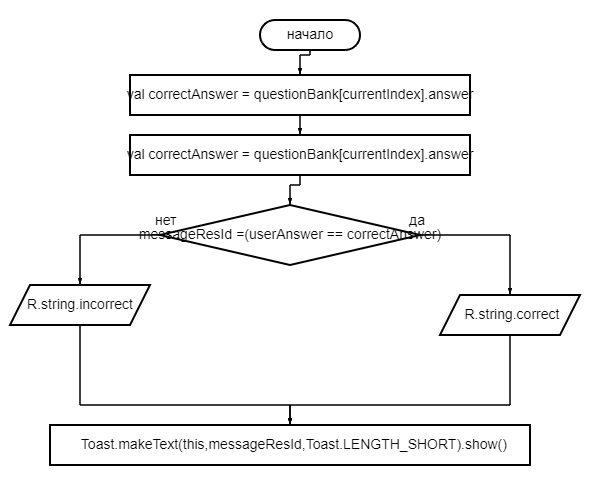 начало
val correctAnswer = questionBank[currentIndex].answer
val correctAnswer = questionBank[currentIndex].answer
нет
да
messageResId =(userAnswer == correctAnswer)
R.string.incorrect
R.string.correct
Toast.makeText(this,messageResId,Toast.LENGTH_SHORT).show()